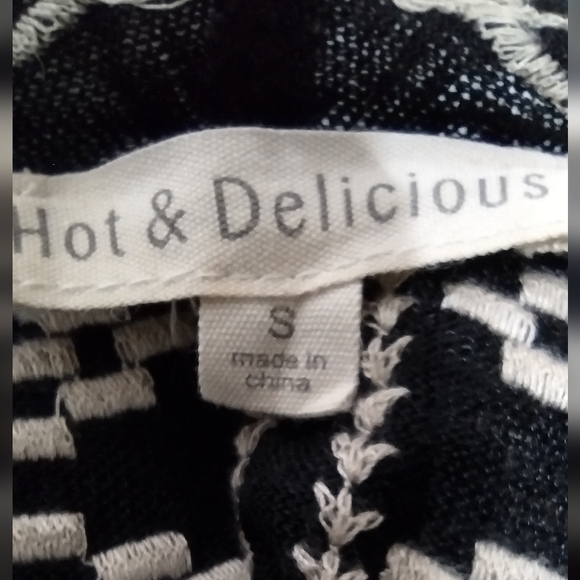 Hot & Delicious
S
made in
china